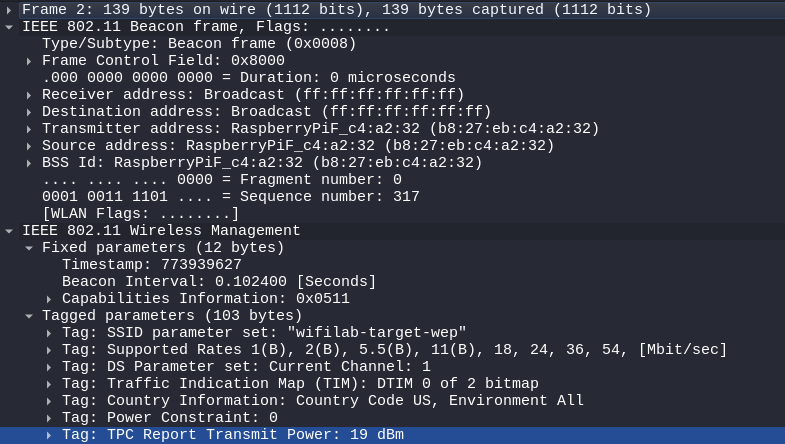 Frame 2: 139 bytes on wire (1112 bits), 139 bytes captured (1112 bits)
IEEE 802.11 Beacon frame, Flags: ........
Type/Subtype: Beacon frame (0x0008)
Frame Control Field: 0x8000
.000 0000 0000 0000 = Duration: 0 microseconds
Receiver address: Broadcast (ff:ff:ff:ff:ff:ff)
Destination address: Broadcast (ff:ff:ff:ff:ff:ff)
Transmitter address: RaspberryPiF_c4:a2:32 (b8:27:eb:c4:a2:32)
Source address: RaspberryPiF_c4:a2:32 (b8:27:eb:c4:a2:32)
BSS Id: RaspberryPiF_c4:a2:32 (b8:27:eb:c4:a2:32)
.... .... .... 0000 = Fragment number: 0
0001 0011 1101 .... = Sequence number: 317
[WLAN Flags: ........]
IEEE 802.11 Wireless Management
Fixed parameters (12 bytes)
Timestamp: 773939627
Beacon Interval: 0.102400 [Seconds]
Capabilities Information: 0x0511
Tagged parameters (103 bytes)
Tag: SSID parameter set: "wifilab-target-wep"
Tag: Supported Rates 1(B), 2(B), 5.5(B), 11(B), 18, 24, 36, 54, [Mbit/sec]
Tag: DS Parameter set: Current Channel: 1
Tag: Traffic Indication Map (TIM): DTIM 0 of 2 bitmap
Tag: Country Information: Country Code US, Environment All
Tag: Power Constraint: 0
Tag: TPC Report Transmit Power: 19 dBm